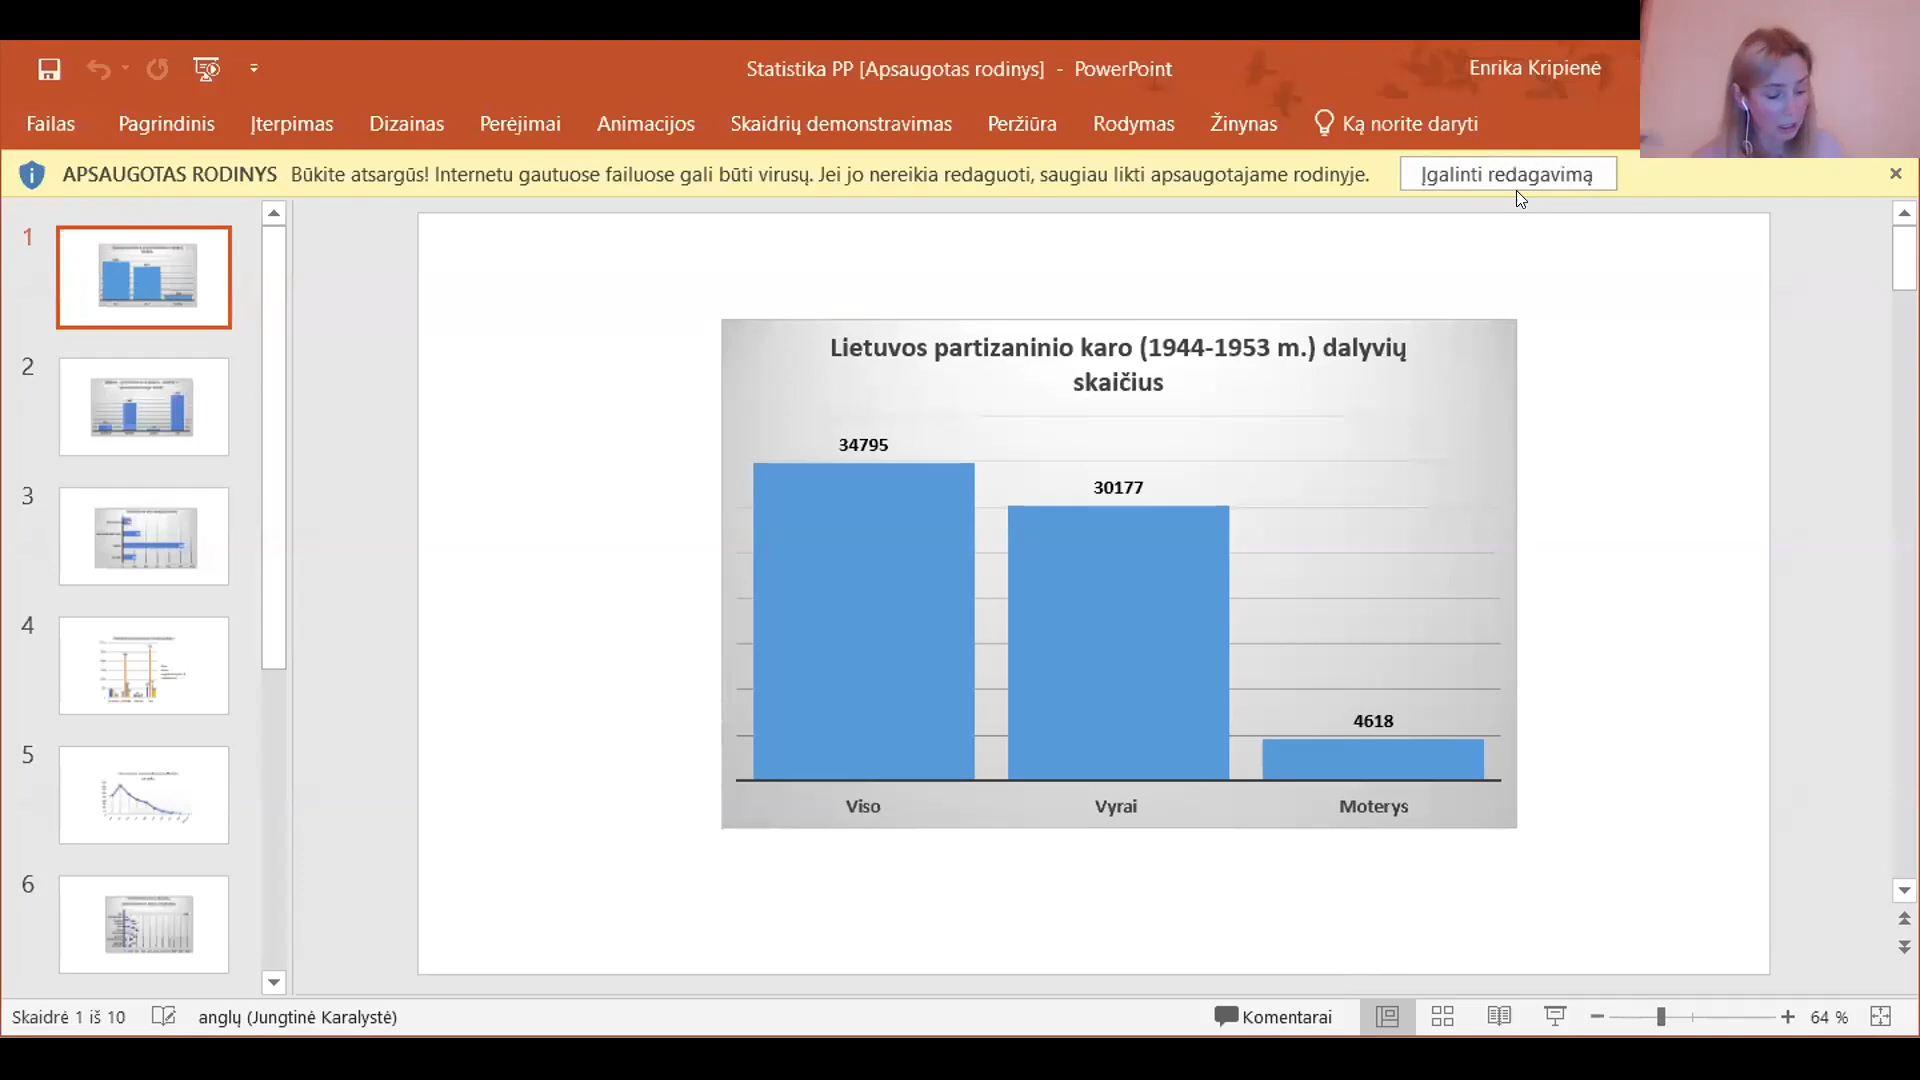 Statistika PP [Apsaugotas rodinys] - PowerPoint
Enrika Kripienė
Failas Pagrindinis Įterpimas Dizainas Perėjimai Animacijos Skaidrių demonstravimas Peržiūra Rodymas Žinynas Ką norite daryti
APSAUGOTAS RODINYS Būkite atsargūs! Internetu gautuose failuose gali būti virusų. Jei jo nereikia redaguoti, saugiau likti apsaugotajame rodinyje. Įgalinti redagavimą
1
2
3
4
5
6
Lietuvos partizaninio karo (1944-1953 m.) dalyvių
skaičius
34795
30177
4618
Viso Vyrai Moterys
Skaidrė 1 iš 10 anglų (Jungtinė Karalystė) Komentarai 64 %